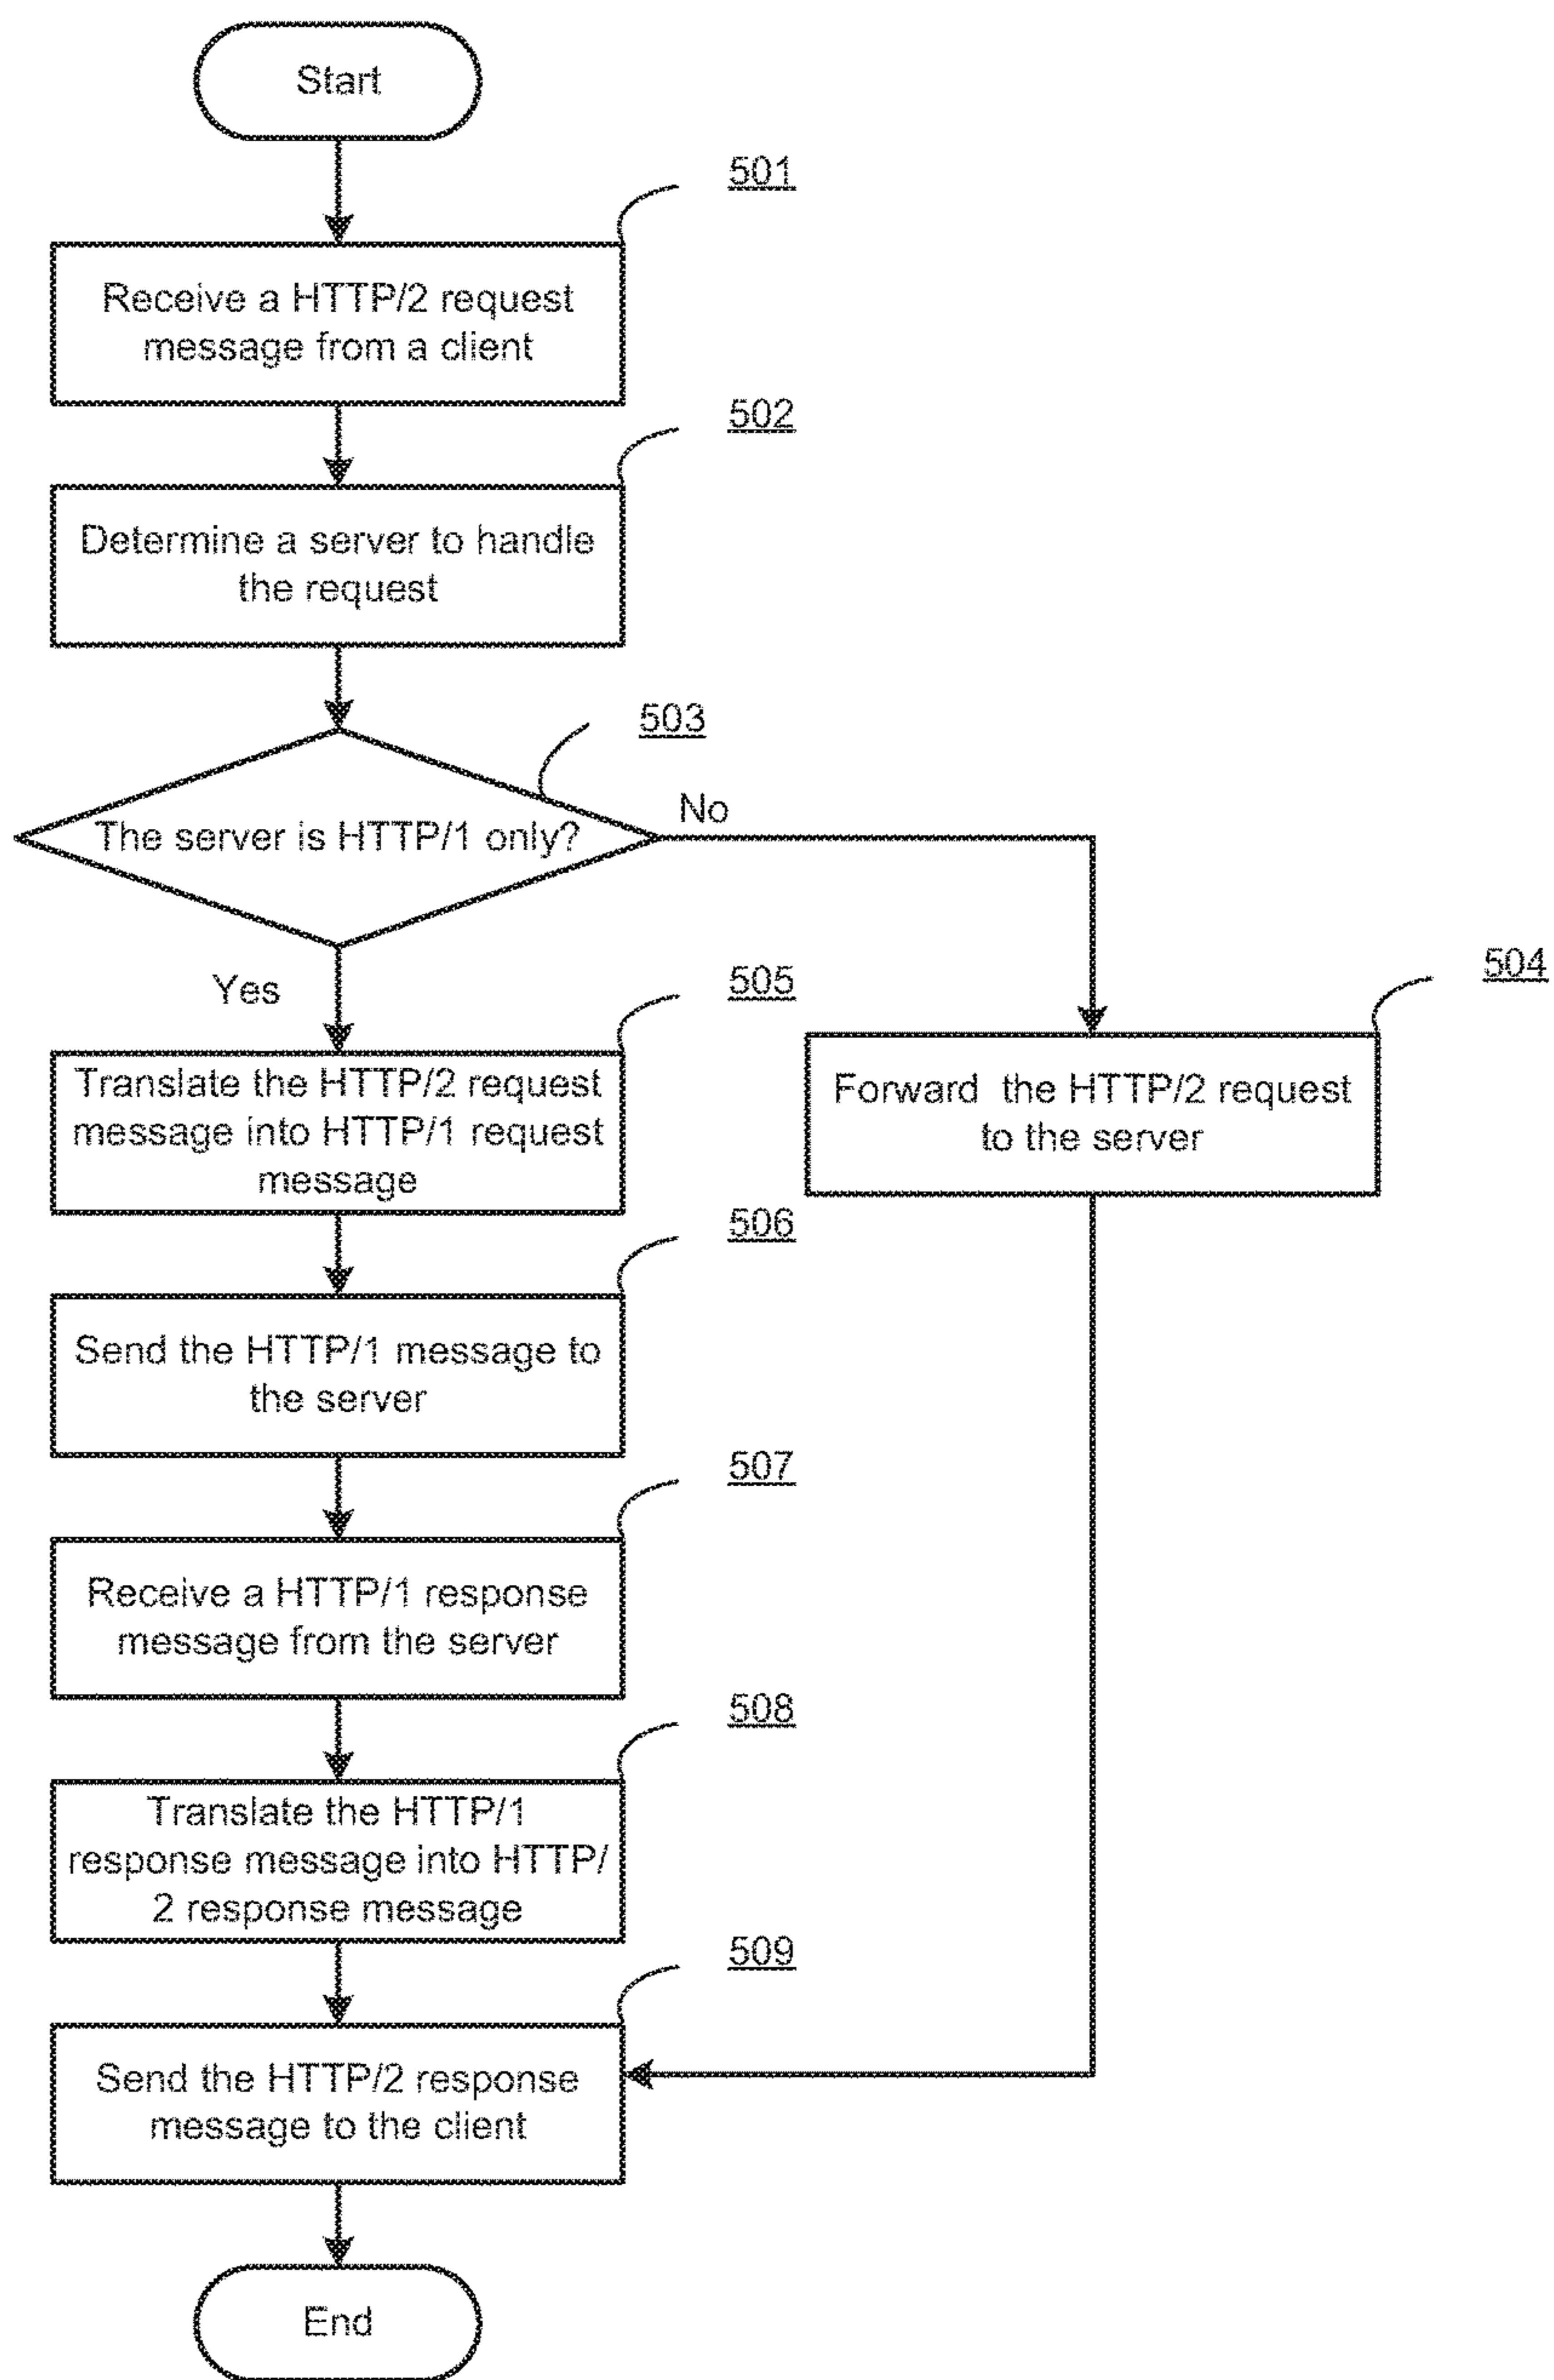 Start
501
Receive a HTTP/2 request
message from a client
502
Determine a server to handle
the request
503
The server is HTTP/1 only?
No
Yes
504
Forward  the HTTP/2 request
to the server
505
Translate the HTTP/2 request
message into HTTP/1 request
message
506
Send the HTTP/1 message to
the server
507
Receive a HTTP/1 response
message from the server
508
Translate the HTTP/1
response message into HTTP/
2 response message
509
Send the HTTP/2 response
message to the client
End